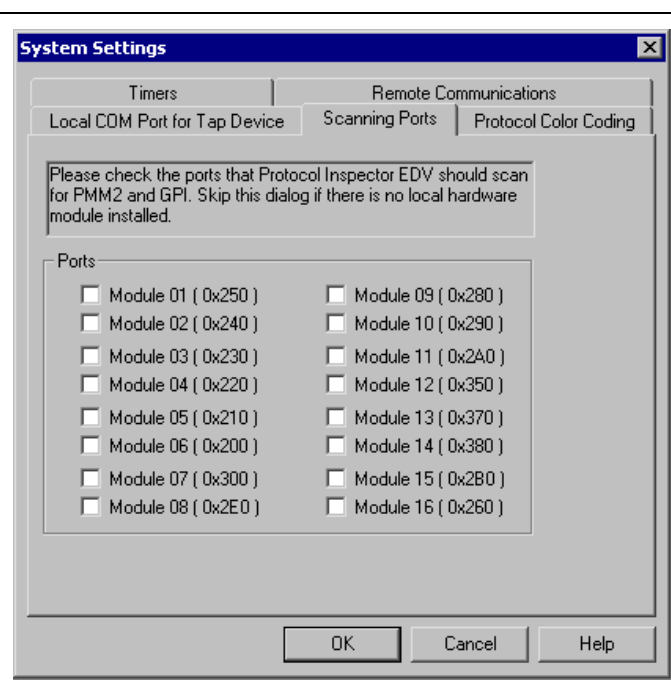 System Settings
Timers
Remote Communications
Local COM Port for Tap Device
Scanning Ports
Protocol Color Coding
Please check the ports that Protocol Inspector EDV should scan
for PMM2 and GPI. Skip this dialog if there is no local hardware
module installed.
Ports
Module 01 ( 0x250 )
Module 02 ( 0x240 )
Module 03 ( 0x230 )
Module 04 ( 0x220 )
Module 05 ( 0x210 )
Module 06 ( 0x200 )
Module 07 ( 0x300 )
Module 08 ( 0x2E0 )
Module 09 ( 0x280 )
Module 10 ( 0x290 )
Module 11 ( 0x2A0 )
Module 12 ( 0x350 )
Module 13 ( 0x370 )
Module 14 ( 0x380 )
Module 15 ( 0x2B0 )
Module 16 ( 0x260 )
OK
Cancel
Help